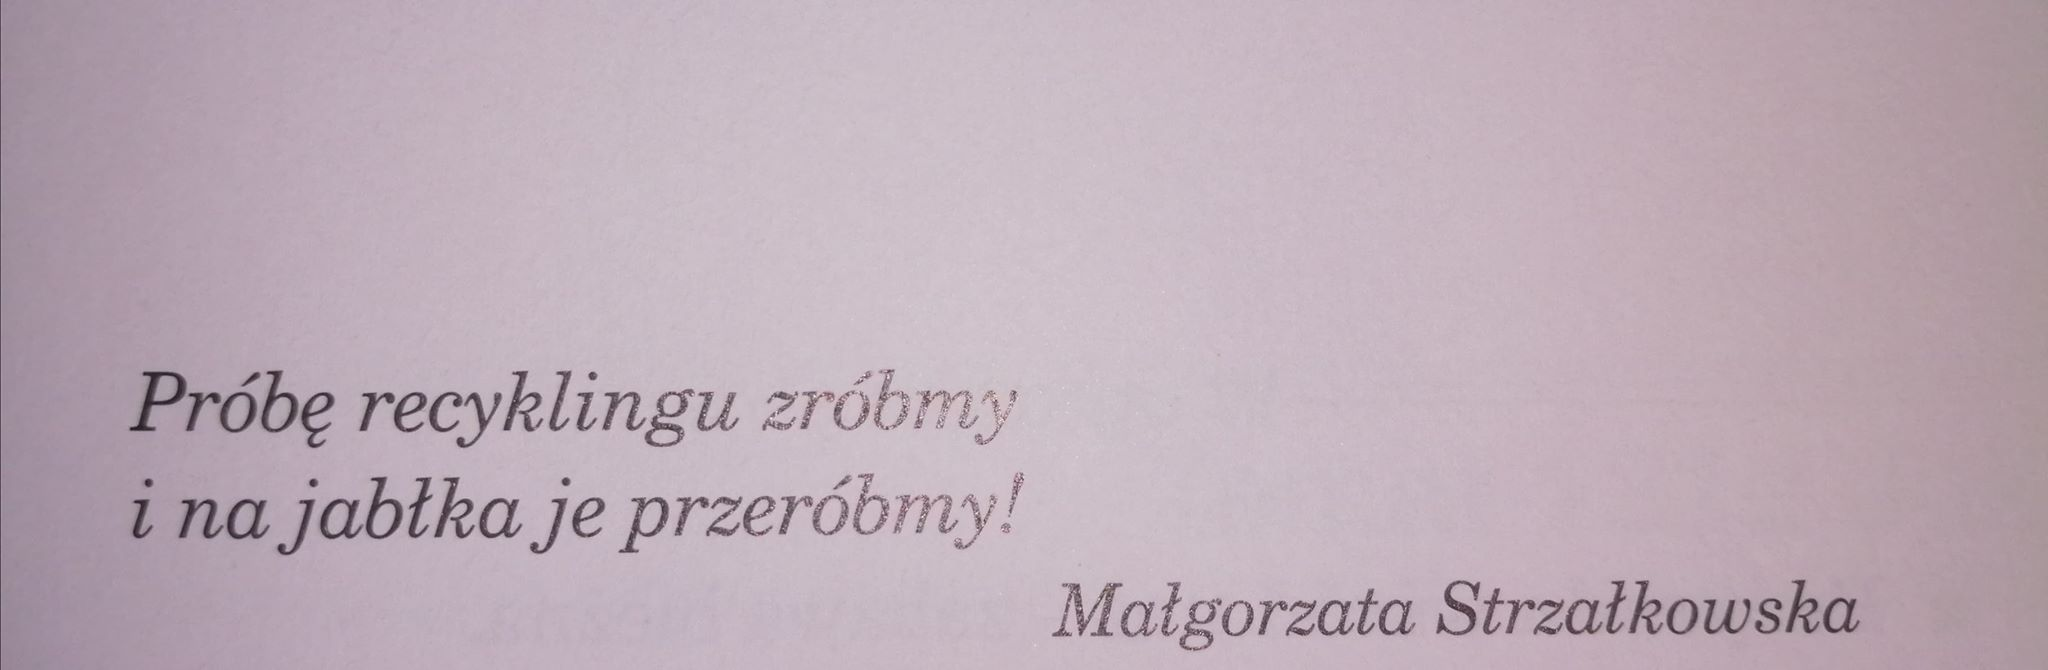 Próbę recyklingu zróbmy
i na jabłka je przeróbmy!
Małgorzata Strzałkowska